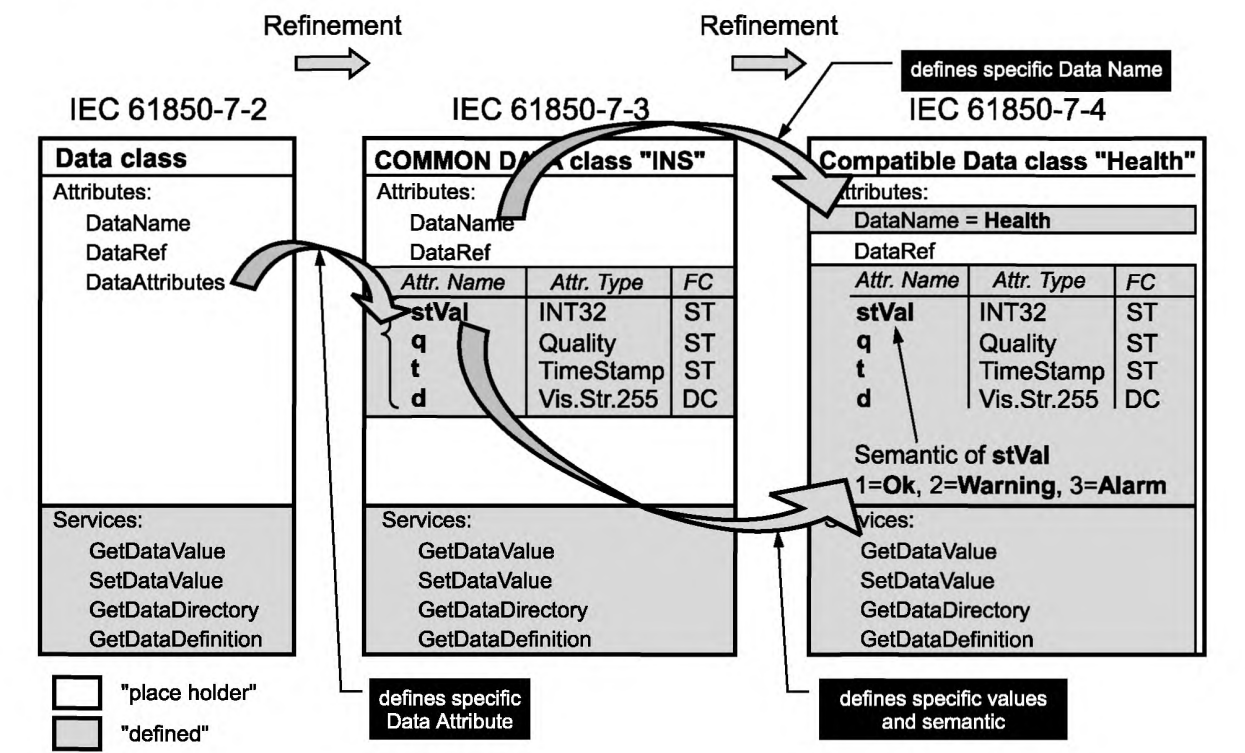 Refinement
Refinement
defines specific Data Name
IEC 61850-7-2
IEC 61850-7-3
IEC 61850-7-4
Data class
Attributes:
DataName
DataRef
DataAttributes
Services:
GetDataValue
SetDataValue
GetDataDirectory
GetDataDefinition
COMMON DATA class "INS"
Attributes:
DataName
DataRef
Attr. Name Attr. Type FC
stVal INT32 ST
q Quality ST
t TimeStamp ST
d Vis.Str.255 DC
Services:
GetDataValue
SetDataValue
GetDataDirectory
GetDataDefinition
Compatible Data class "Health"
Attributes:
DataName = Health
DataRef
Attr. Name Attr. Type FC
stVal INT32 ST
q Quality ST
t TimeStamp ST
d Vis.Str.255 DC
Semantic of stVal
1=Ok, 2=Warning, 3=Alarm
Services:
GetDataValue
SetDataValue
GetDataDirectory
GetDataDefinition
"place holder"
"defined"
defines specific
Data Attribute
defines specific values
and semantic